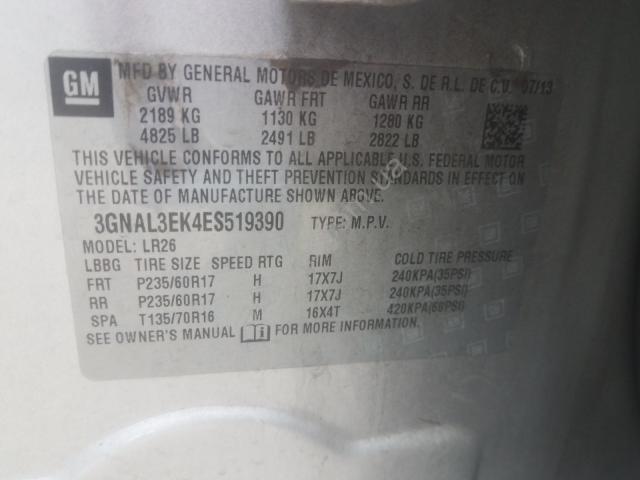 GM
MFD BY GENERAL MOTORS DE MEXICO, S. DE R.L. DE C.V. 07/13
GVWR GAWR FRT GAWR RR
2189 KG 1130 KG 1280 KG
4825 LB 2491 LB 2822 LB
THIS VEHICLE CONFORMS TO ALL APPLICABLE U.S. FEDERAL MOTOR
VEHICLE SAFETY AND THEFT PREVENTION STANDARDS IN EFFECT ON
THE DATE OF MANUFACTURE SHOWN ABOVE.
3GNAL3EK4ES519390 TYPE: M.P.V.
MODEL: LR26
LBBG TIRE SIZE SPEED RTG RIM COLD TIRE PRESSURE
FRT P235/60R17 H 17X7J 240KPA(35PSI)
RR P235/60R17 H 17X7J 240KPA(35PSI)
SPA T135/70R16 M 16X4T 420KPA(60PSI)
SEE OWNER'S MANUAL FOR MORE INFORMATION.